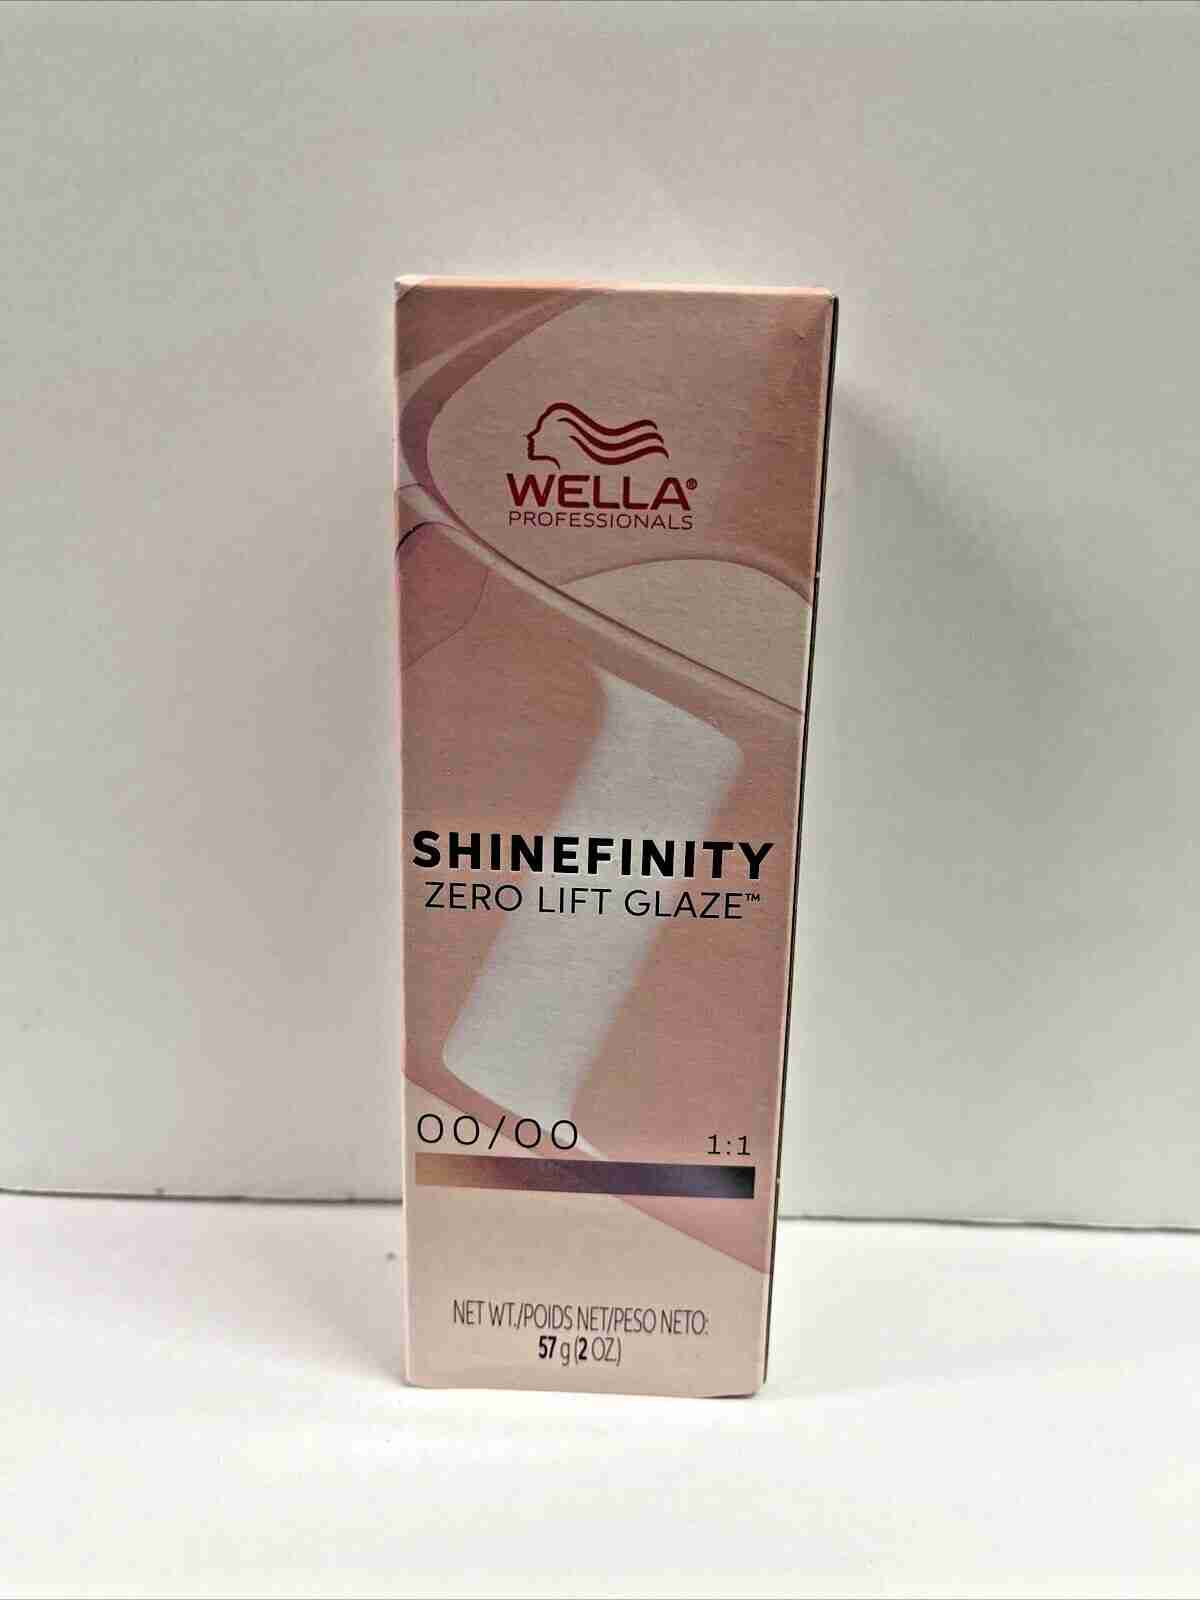 WELLA®
PROFESSIONALS
SHINEFINITY
ZERO LIFT GLAZE™
00/00 1:1
NET WT./POIDS NET/PESO NETO:
57 g (2 OZ.)